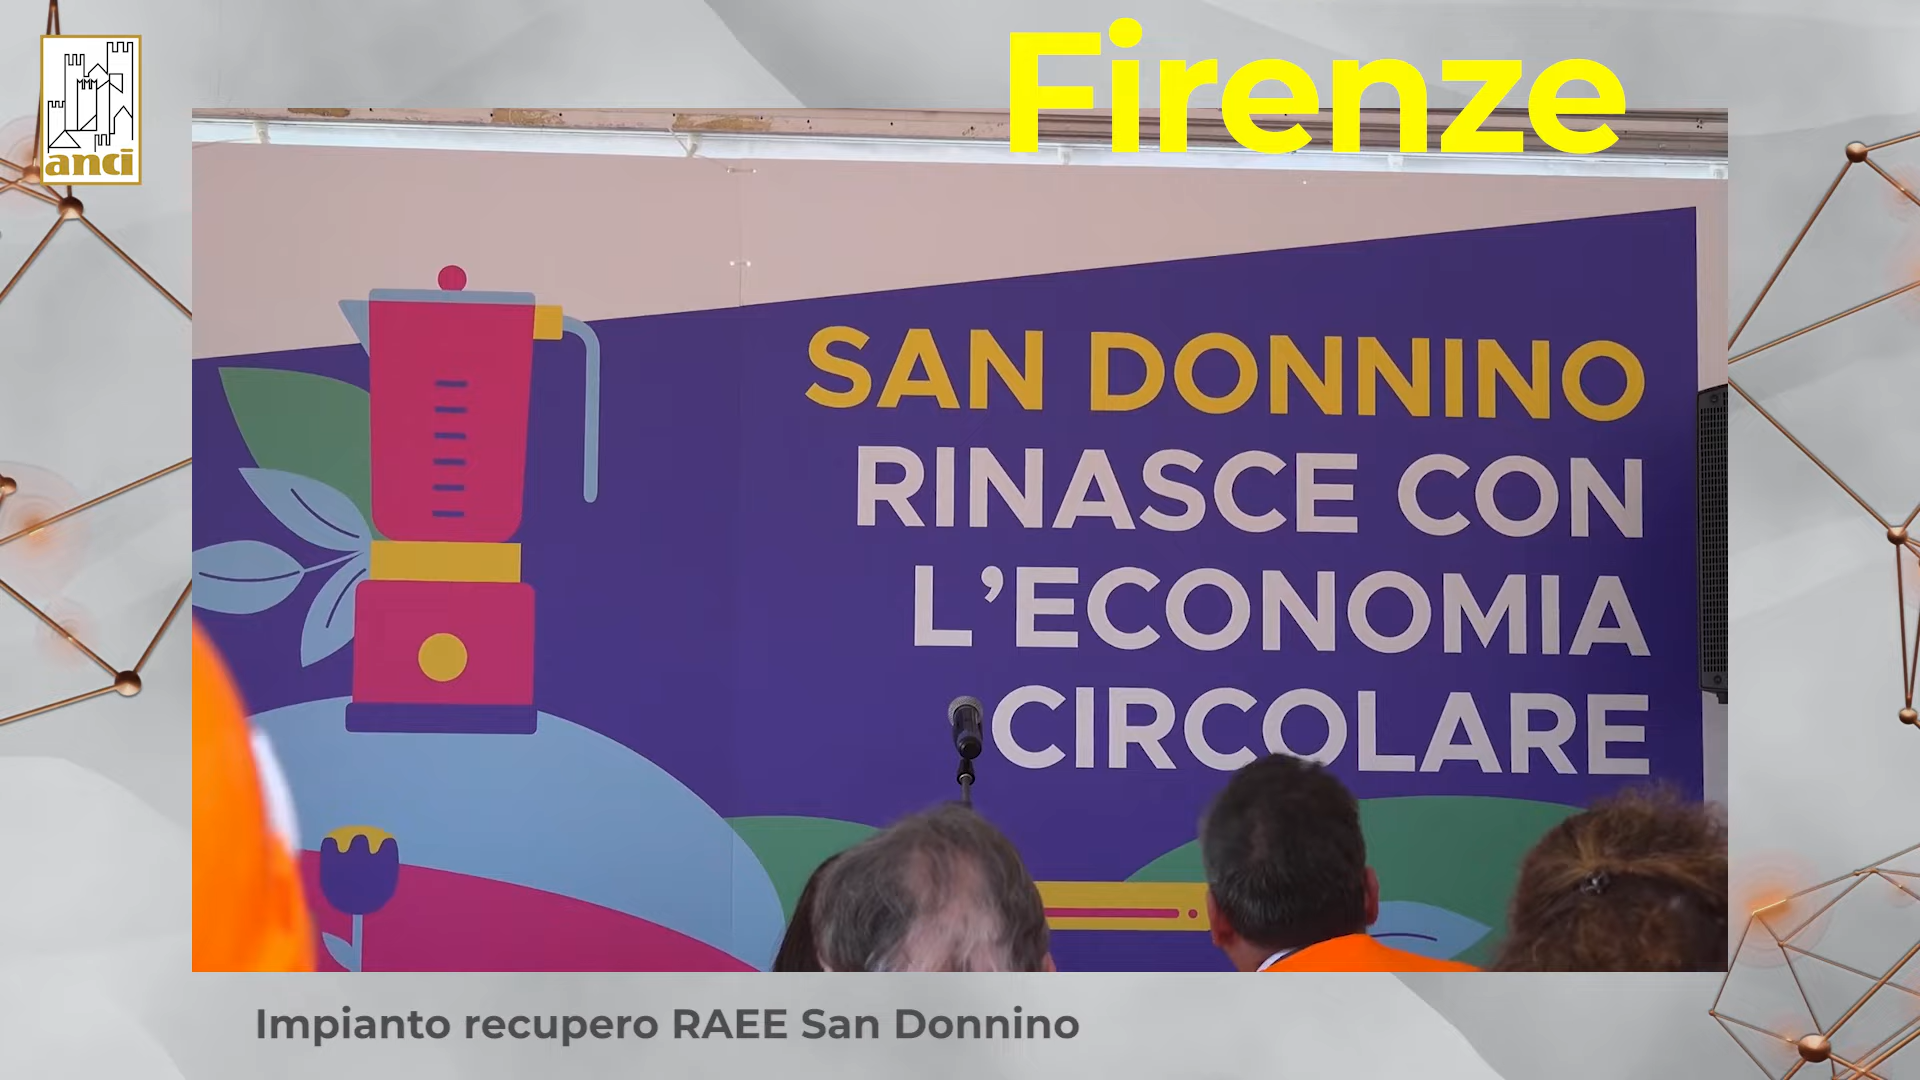 Firenze
anci
SAN DONNINO
RINASCE CON
L’ECONOMIA
CIRCOLARE
Impianto recupero RAEE San Donnino